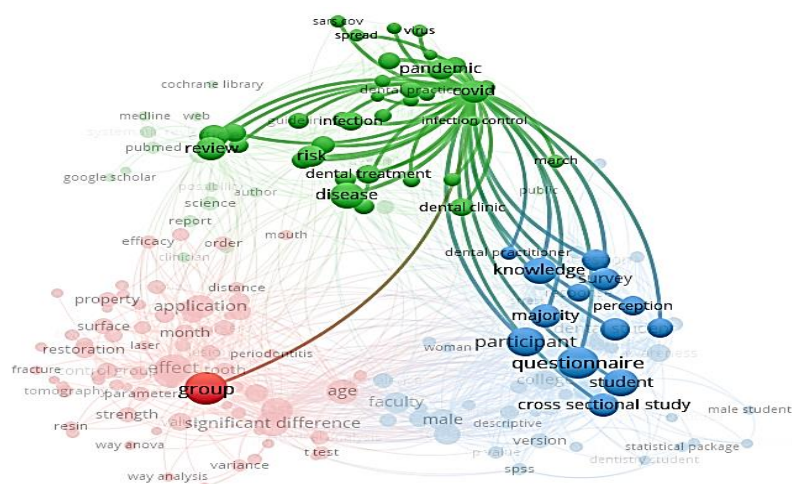 sars cov
spread
virus
pandemic
cochrane library
dental practice
covid
medline
web
infection
infection control
pubmed
review
risk
march
google scholar
dental treatment
author
disease
public
science
dental clinic
report
efficacy
order
mouth
clinician
dental practitioner
knowledge
survey
distance
property
application
perception
surface
month
majority
restoration
laser
participant
woman
periodontitis
fracture
control group
effect
tooth
questionnaire
tomography
parameter
group
age
college
student
faculty
cross sectional study
strength
significant difference
male
descriptive
male student
resin
way anova
t test
p value
version
statistical package
variance
spss
dentistry student
way analysis